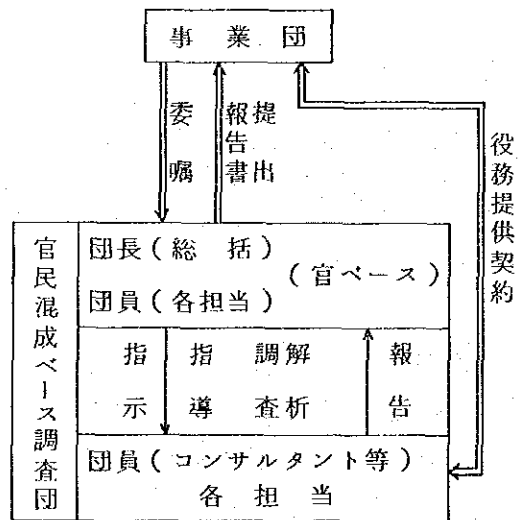 事業団
委嘱
報告書
提出
役務提供契約
官民混成ベース調査団
団長(総括)
(官ベース)
団員(各担当)
指示
指導
調査
解析
報告
団員(コンサルタント等)
各担当